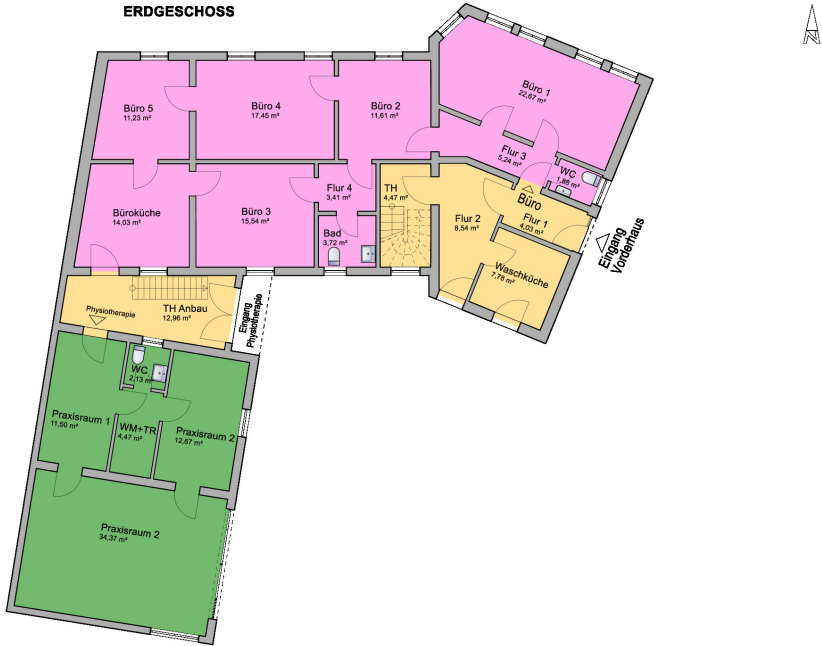 ERDGESCHOSS
N
Büro 1
22,67 m²
Büro 5
11,23 m²
Büro 4
17,45 m²
Büro 2
11,61 m²
Flur 3
5,24 m²
WC
1,88 m²
Büroküche
14,03 m²
Büro 3
15,54 m²
Flur 4
3,41 m²
TH
4,47 m²
Büro
Flur 1
4,03 m²
Flur 2
8,54 m²
Bad
3,72 m²
Eingang
Vorderhaus
Waschküche
7,78 m²
TH Anbau
12,96 m²
Physiotherapie
Eingang
Physiotherapie
WC
2,13 m²
Praxisraum 1
11,50 m²
WM+TR
4,47 m²
Praxisraum 2
12,67 m²
Praxisraum 2
34,37 m²